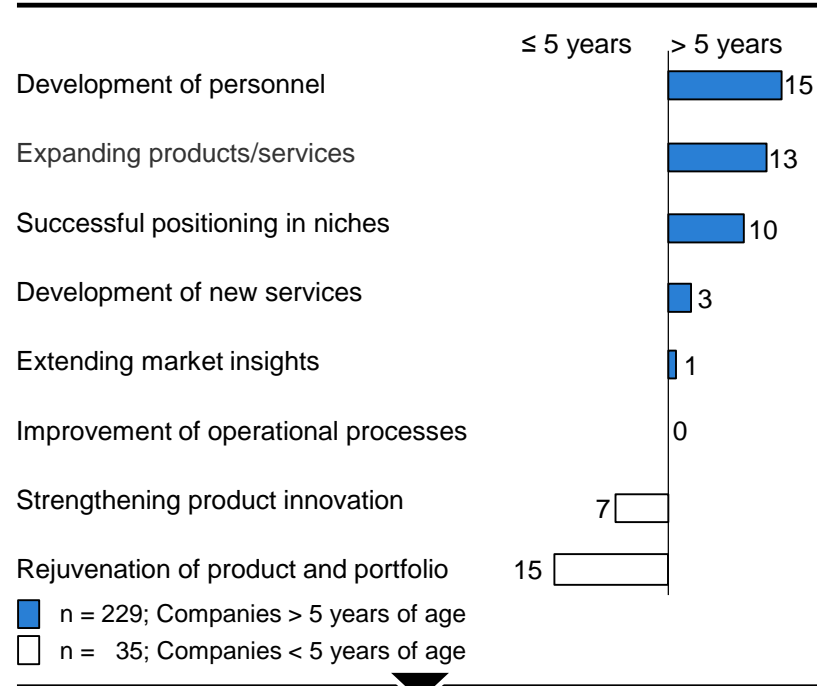 ≤ 5 years > 5 years
Development of personnel 15
Expanding products/services 13
Successful positioning in niches 10
Development of new services 3
Extending market insights 1
Improvement of operational processes 0
Strengthening product innovation 7
Rejuvenation of product and portfolio 15
n = 229; Companies > 5 years of age
n = 35; Companies < 5 years of age